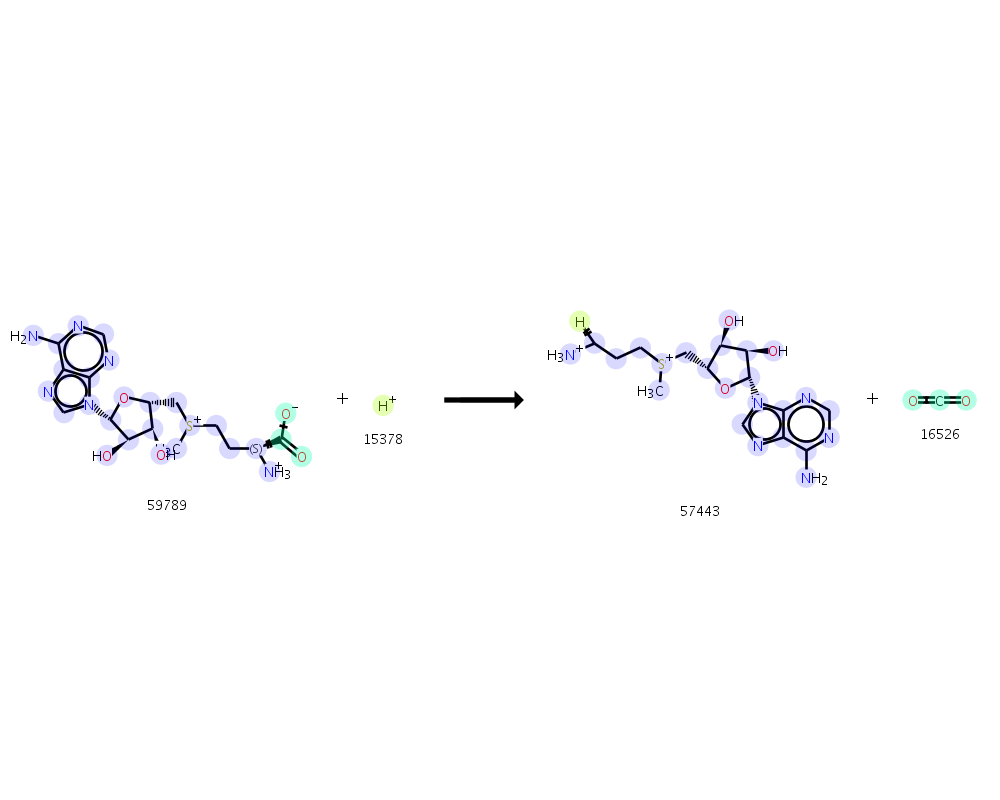 H₂N N N N N O HO OH H₃C S⁺ (S) NH₃⁺ O⁻ O
59789
+
H⁺
15378
H H₃N⁺ S⁺ H₃C O OH OH N N N N NH₂
57443
+
O C O
16526